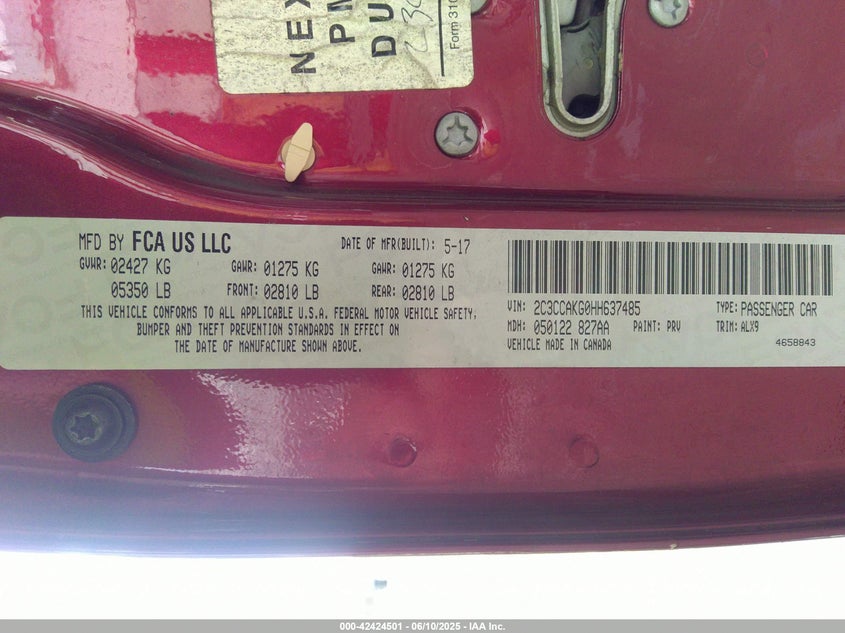 NEX
PM
DU
Form 310
MFD BY FCA US LLC
DATE OF MFR(BUILT): 5-17
GVWR: 02427 KG GAWR: 01275 KG GAWR: 01275 KG
05350 LB FRONT: 02810 LB REAR: 02810 LB
THIS VEHICLE CONFORMS TO ALL APPLICABLE U.S.A. FEDERAL MOTOR VEHICLE SAFETY,
BUMPER AND THEFT PREVENTION STANDARDS IN EFFECT ON
THE DATE OF MANUFACTURE SHOWN ABOVE.
VIN: 2C3CCAKG0HH637485 TYPE: PASSENGER CAR
MDH: 050122 827AA PAINT: PRV TRIM: ALX9
VEHICLE MADE IN CANADA 4658843
000-42424501 - 06/10/2025 - IAA Inc.